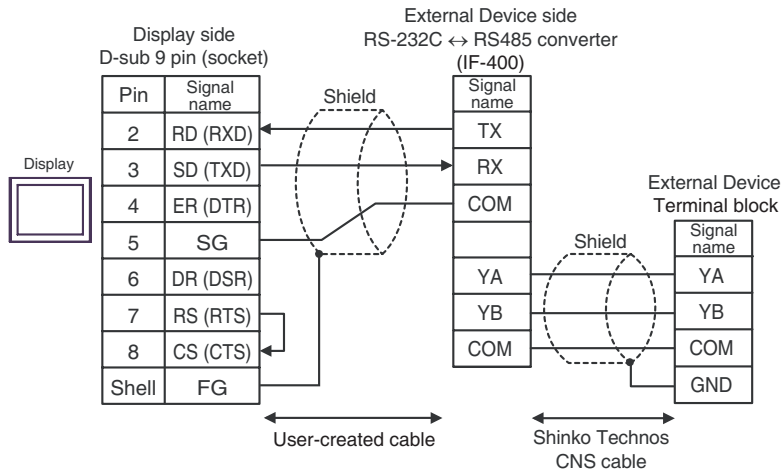 Display side
D-sub 9 pin (socket)
External Device side
RS-232C ↔ RS485 converter
(IF-400)
Pin Signal name
2 RD (RXD)
3 SD (TXD)
4 ER (DTR)
5 SG
6 DR (DSR)
7 RS (RTS)
8 CS (CTS)
Shell FG
Display
Shield
Signal name
TX
RX
COM
YA
YB
COM
Shield
External Device
Terminal block
Signal name
YA
YB
COM
GND
User-created cable
Shinko Technos
CNS cable